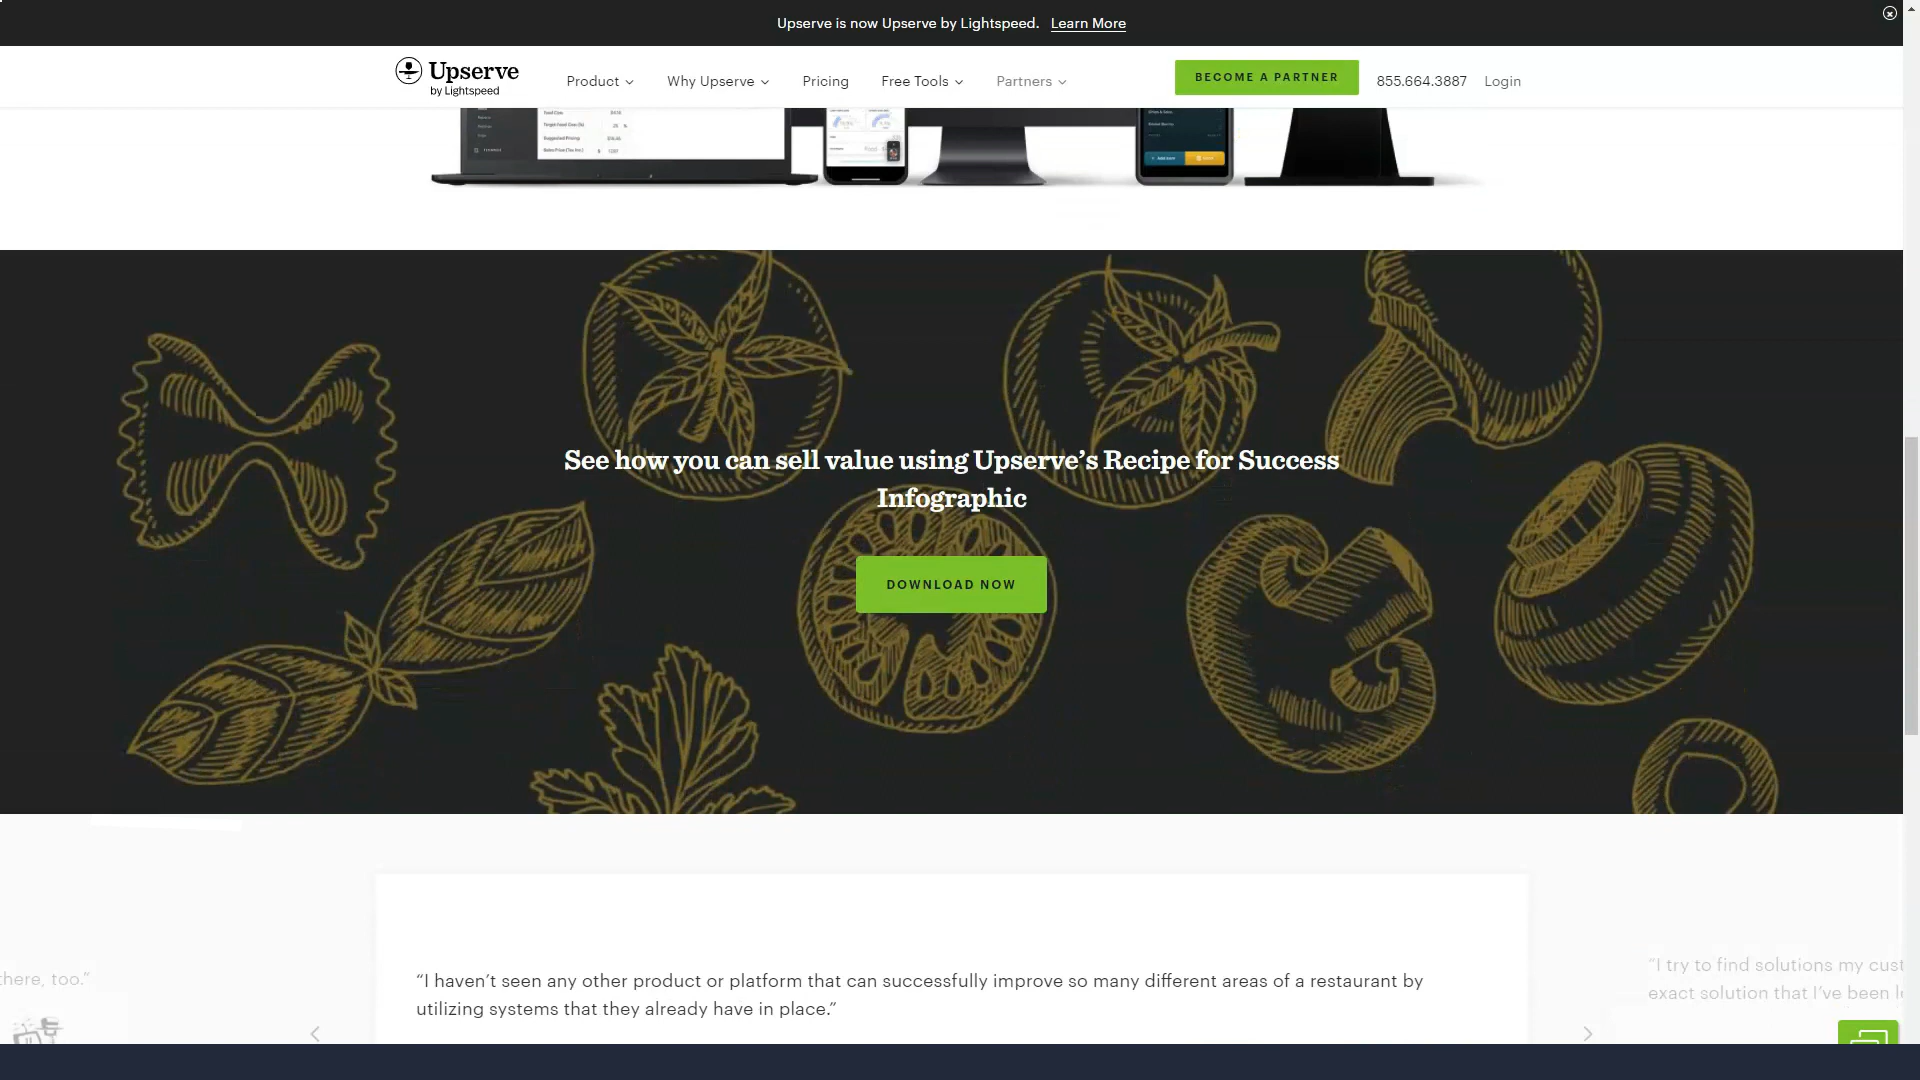 Upserve is now Upserve by Lightspeed. Learn More
Upserve
by Lightspeed
Product
Why Upserve
Pricing
Free Tools
Partners
BECOME A PARTNER
855.664.3887
Login
Suggested Pricing
See how you can sell value using Upserve’s Recipe for Success
Infographic
DOWNLOAD NOW
there, too.”
“I haven’t seen any other product or platform that can successfully improve so many different areas of a restaurant by
utilizing systems that they already have in place.”
“I try to find solutions my cust
exact solution that I’ve been l